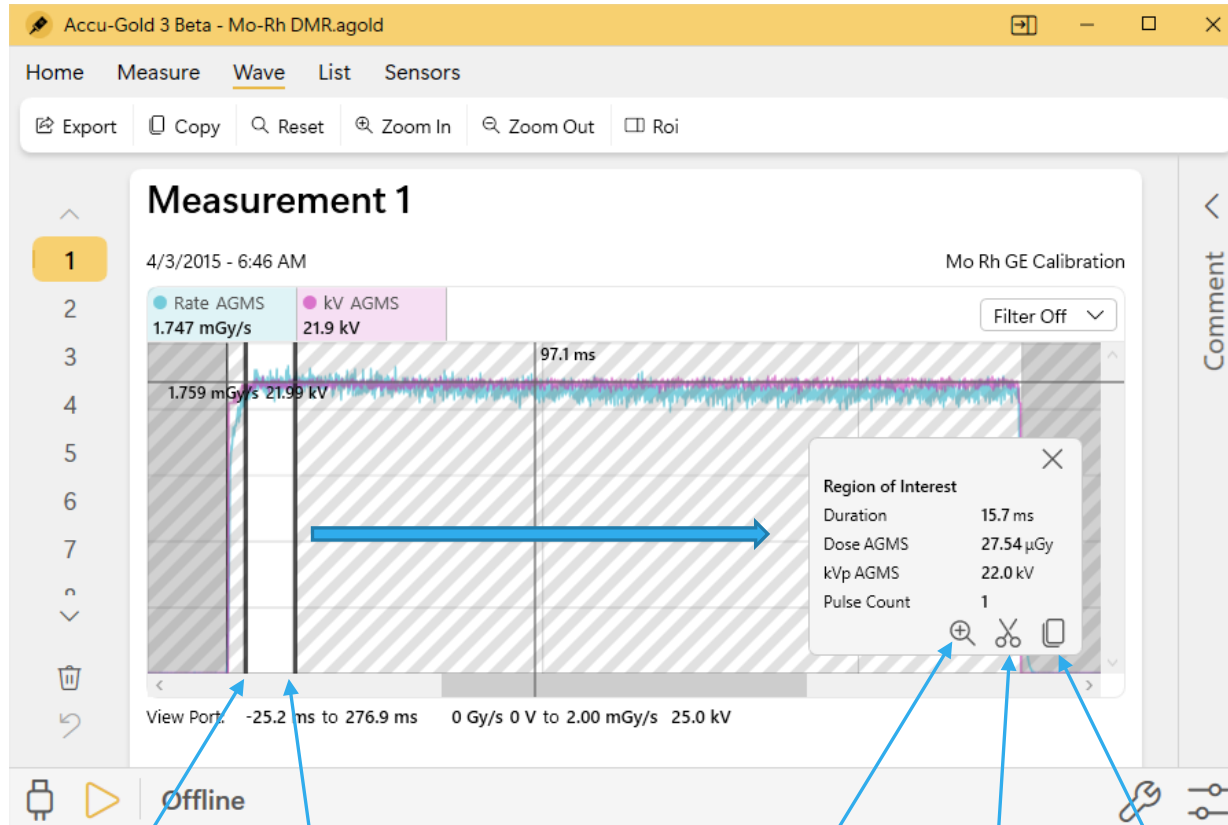 Accu-Gold 3 Beta - Mo-Rh DMR.agold
Home Measure Wave List Sensors
Export Copy Reset Zoom In Zoom Out Roi
Measurement 1
4/3/2015 - 6:46 AM
Mo Rh GE Calibration
1
2
3
4
5
6
7
Rate AGMS
1.747 mGy/s
kV AGMS
21.9 kV
Filter Off
97.1 ms
1.759 mGy/s 21.99 kV
Region of Interest
Duration 15.7 ms
Dose AGMS 27.54 µGy
kVp AGMS 22.0 kV
Pulse Count 1
View Port: -25.2 ms to 276.9 ms 0 Gy/s 0 V to 2.00 mGy/s 25.0 kV
Comment
Offline